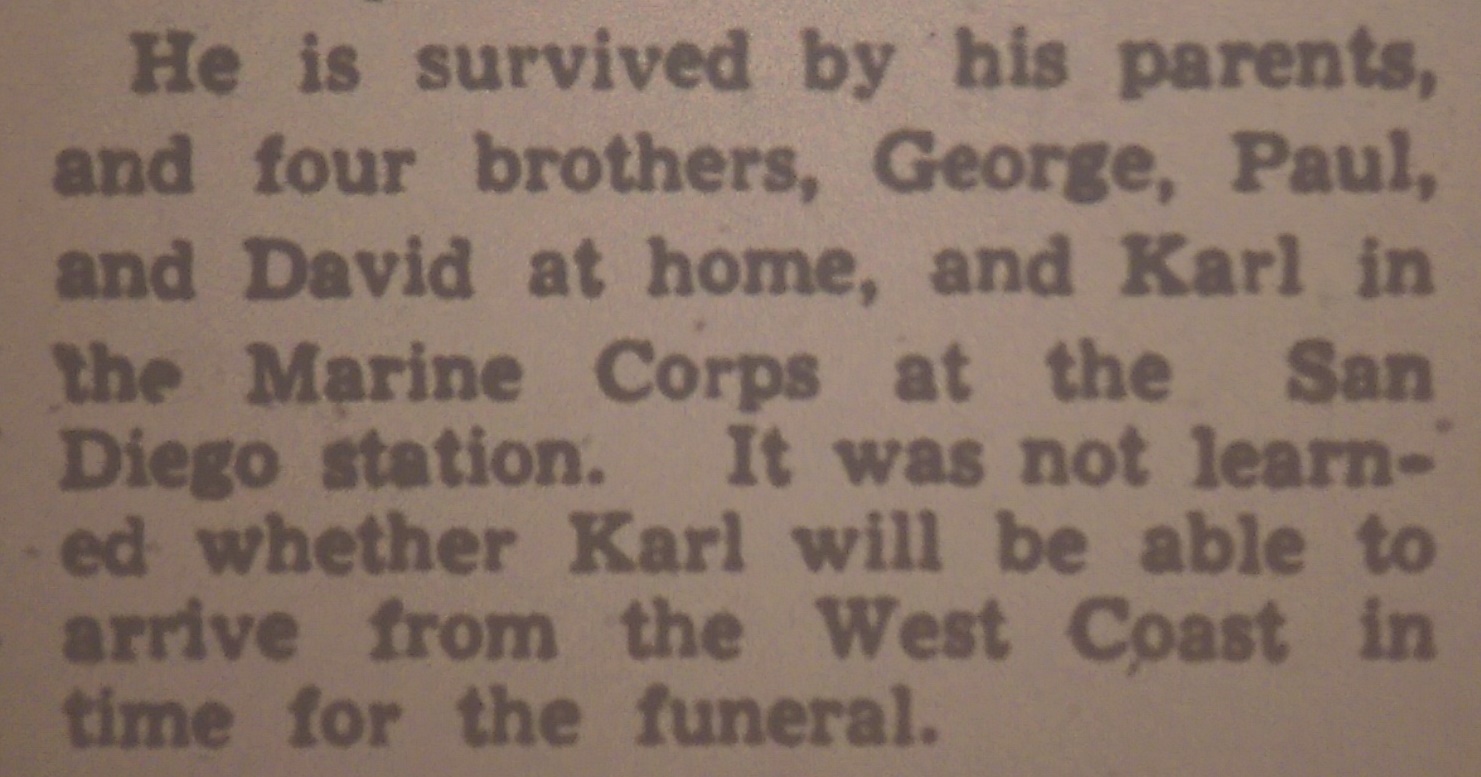 He is survived by his parents,
and four brothers, George, Paul,
and David at home, and Karl in
the Marine Corps at the San
Diego station. It was not learn-
ed whether Karl will be able to
arrive from the West Coast in
time for the funeral.